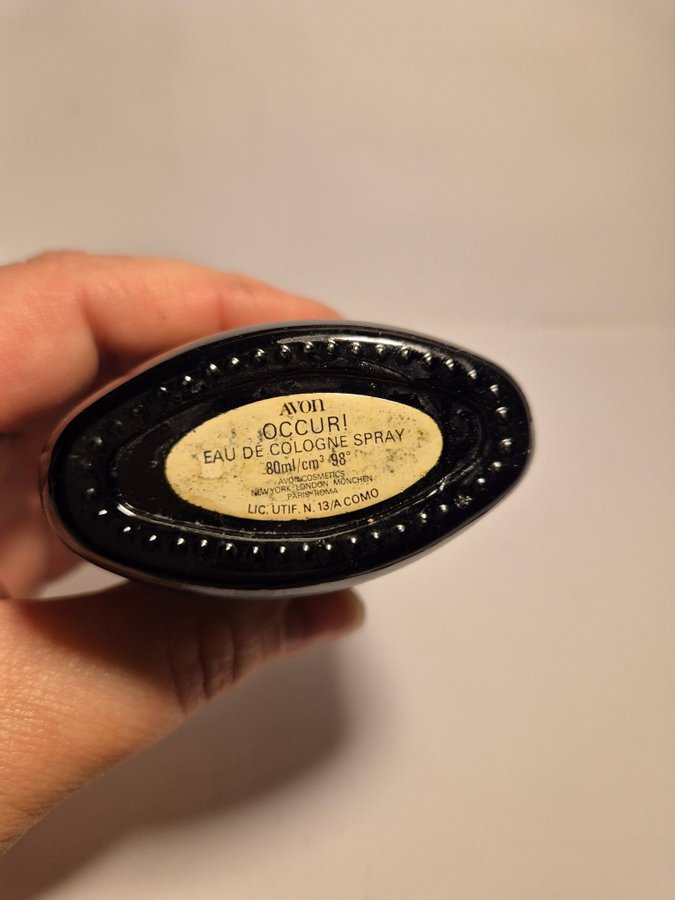 AVON
OCCUR!
EAU DE COLOGNE SPRAY
80ml/cm³ 98°
AVON COSMETICS
NEW YORK LONDON MÜNCHEN
PARIS ROMA
LIC. UTIF. N. 13/A COMO